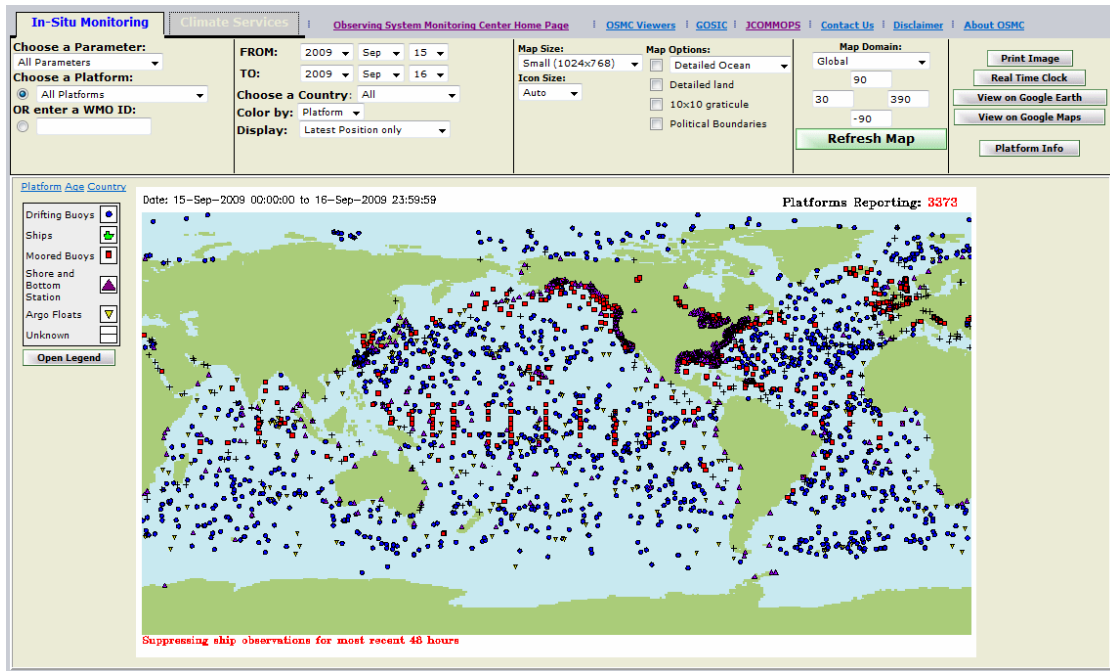 In-Situ Monitoring
Climate Services
| Observing System Monitoring Center Home Page | OSMC Viewers | GOSIC | JCOMMOPS | Contact Us | Disclaimer | About OSMC
Choose a Parameter:
All Parameters
Choose a Platform:
All Platforms
OR enter a WMO ID:
FROM: 2009 Sep 15
TO: 2009 Sep 16
Choose a Country: All
Color by: Platform
Display: Latest Position only
Map Size:
Small (1024x768)
Icon Size:
Auto
Map Options:
Detailed Ocean
Detailed land
10x10 graticule
Political Boundaries
Map Domain:
Global
90
30 390
-90
Refresh Map
Print Image
Real Time Clock
View on Google Earth
View on Google Maps
Platform Info
Platform Age Country
Drifting Buoys
Ships
Moored Buoys
Shore and
Bottom
Station
Argo Floats
Unknown
Open Legend
Date: 15-Sep-2009 00:00:00 to 16-Sep-2009 23:59:59
Platforms Reporting: 3373
Suppressing ship observations for most recent 48 hours